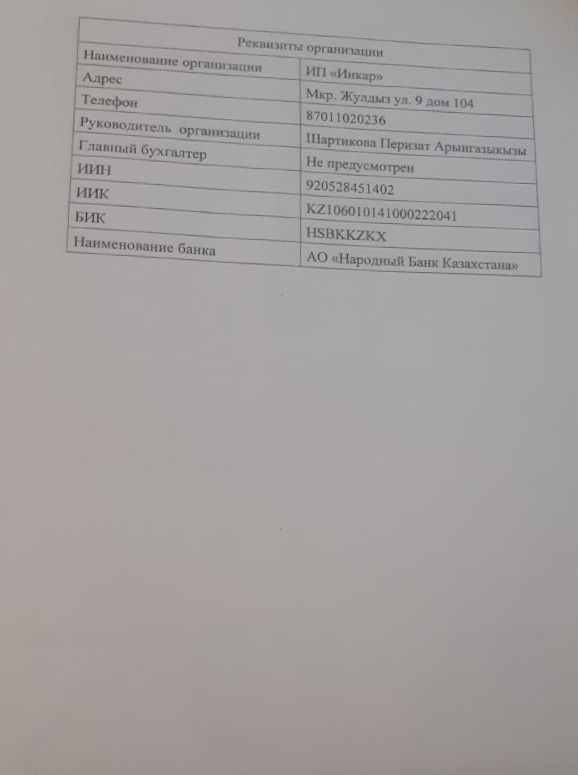 Реквизиты организации
Наименование организации ИП «Инкар»
Адрес Мкр. Жулдыз ул. 9 дом 104
Телефон 87011020236
Руководитель организации Шартикова Перизат Арынгазыкызы
Главный бухгалтер Не предусмотрен
ИИН 920528451402
ИИК KZ106010141000222041
БИК HSBKKZKX
Наименование банка АО «Народный Банк Казахстана»